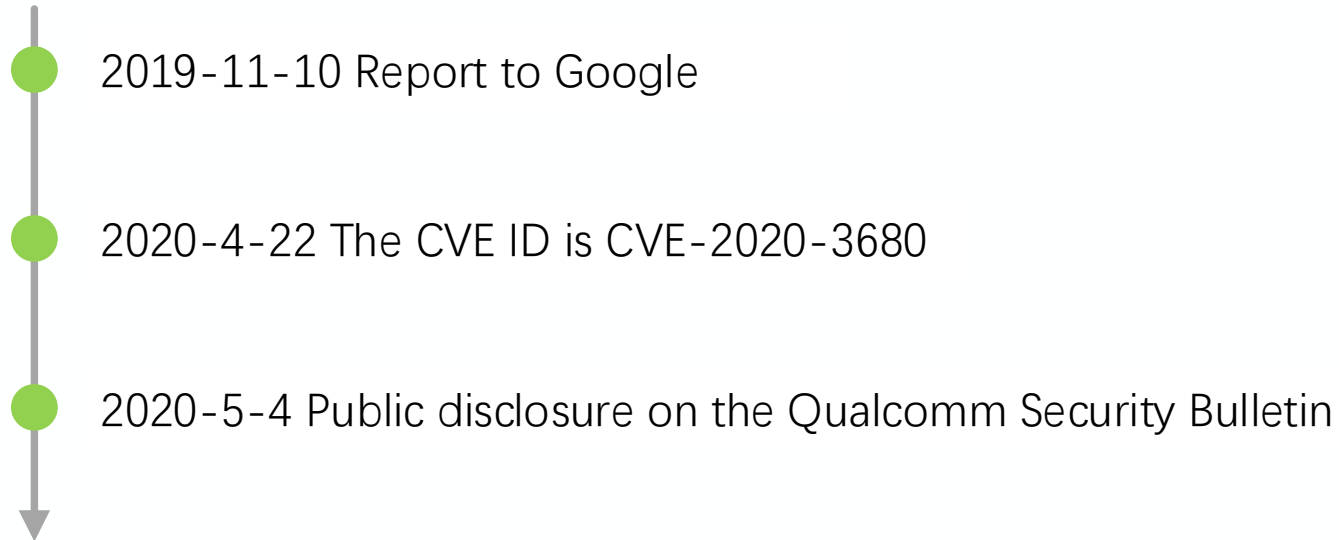 2019-11-10 Report to Google
2020-4-22 The CVE ID is CVE-2020-3680
2020-5-4 Public disclosure on the Qualcomm Security Bulletin